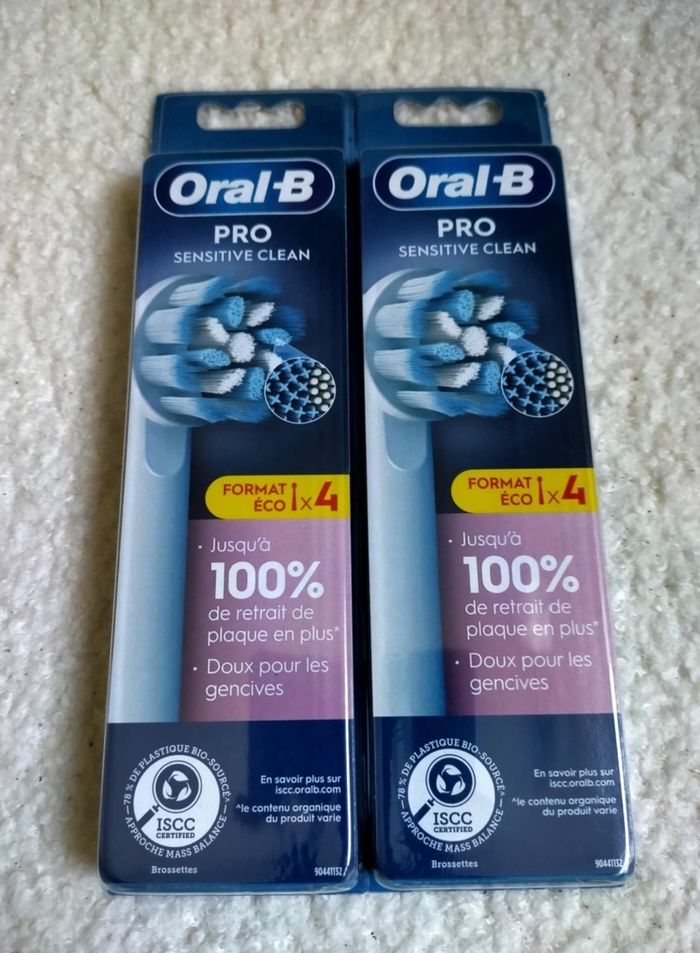 Oral-B
PRO
SENSITIVE CLEAN
FORMAT
ÉCO x4
• Jusqu'à
100%
de retrait de
plaque en plus*
• Doux pour les
gencives
—78 % DE PLASTIQUE BIO-SOURCÉ^—
APPROCHE MASS BALANCE
ISCC
CERTIFIED
Brossettes
En savoir plus sur
iscc.oralb.com
^le contenu organique
du produit varie
90441132
Oral-B
PRO
SENSITIVE CLEAN
FORMAT
ÉCO x4
• Jusqu'à
100%
de retrait de
plaque en plus*
• Doux pour les
gencives
—78 % DE PLASTIQUE BIO-SOURCÉ^—
APPROCHE MASS BALANCE
ISCC
CERTIFIED
Brossettes
En savoir plus sur
iscc.oralb.com
^le contenu organique
du produit varie
90441132